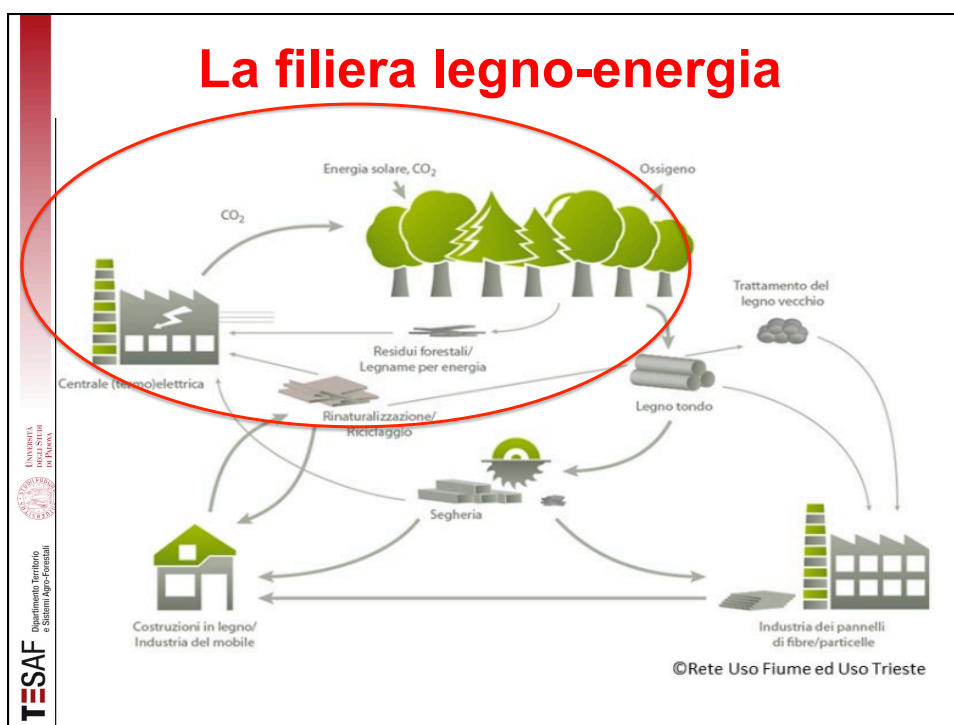 La filiera legno-energia
Energia solare, CO₂
Ossigeno
CO₂
Trattamento del
legno vecchio
Residui forestali/
Legname per energia
Centrale (termo)elettrica
Rinaturalizzazione/
Riciclaggio
Legno tondo
Segheria
Costruzioni in legno/
Industria del mobile
Industria dei pannelli
di fibre/particelle
©Rete Uso Fiume ed Uso Trieste
UNIVERSITÀ
DEGLI STUDI
DI PADOVA
TESAF
Dipartimento Territorio
e Sistemi Agro-Forestali